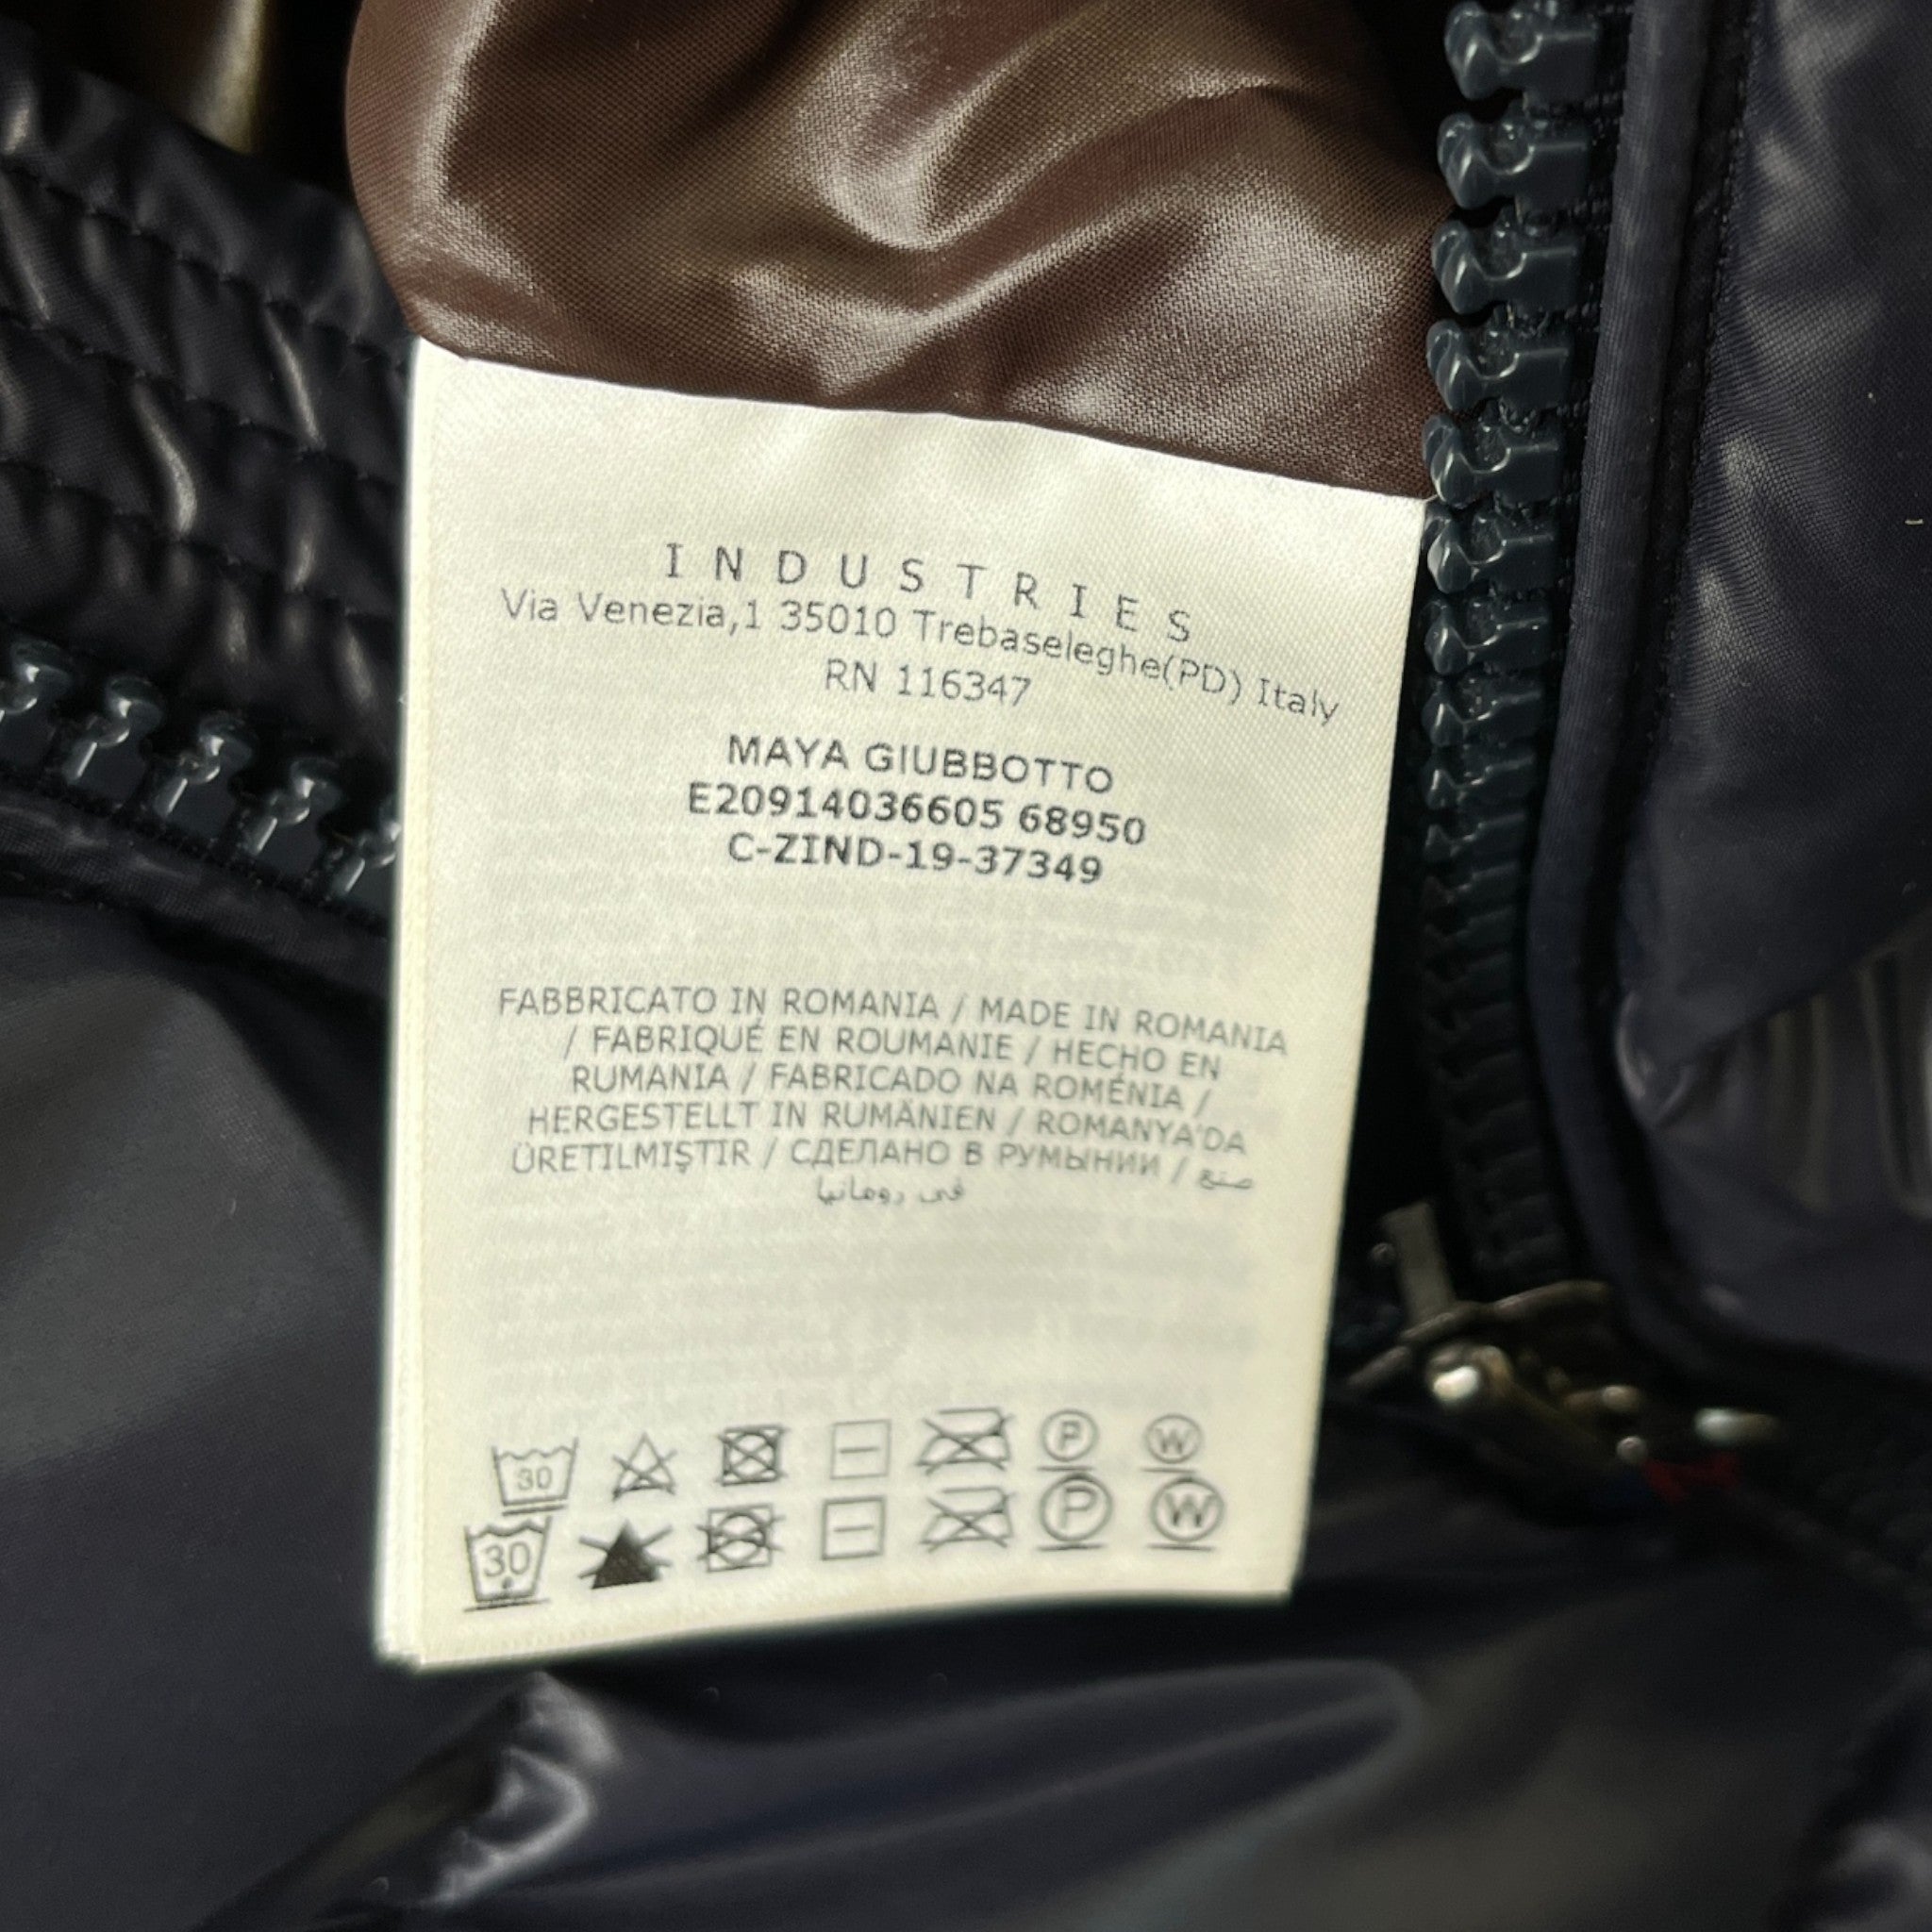 INDUSTRIES
Via Venezia,1 35010 Trebaseleghe(PD) Italy
RN 116347
MAYA GIUBBOTTO
E20914036605 68950
C-ZIND-19-37349
FABBRICATO IN ROMANIA / MADE IN ROMANIA
/ FABRIQUÉ EN ROUMANIE / HECHO EN
RUMANIA / FABRICADO NA ROMÉNIA /
HERGESTELLT IN RUMÄNIEN / ROMANYA'DA
ÜRETILMIŞTIR / СДЕЛАНО В РУМЫНИИ / صنع
في رومانيا
30 P W
30 P W